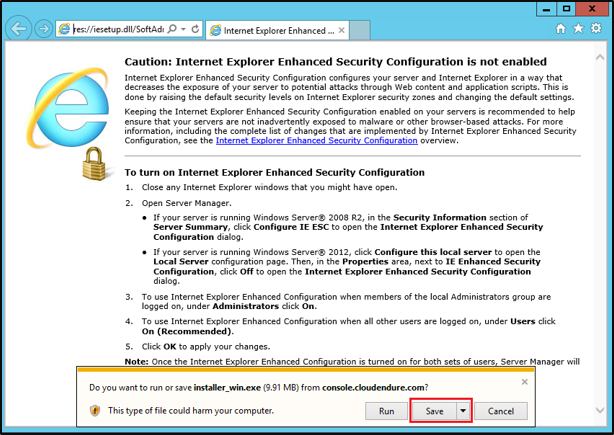 res://iesetup.dll/SoftAdr
Internet Explorer Enhanced ...
Caution: Internet Explorer Enhanced Security Configuration is not enabled
Internet Explorer Enhanced Security Configuration configures your server and Internet Explorer in a way that
decreases the exposure of your server to potential attacks through Web content and application scripts. This is
done by raising the default security levels on Internet Explorer security zones and changing the default settings.
Keeping the Internet Explorer Enhanced Configuration enabled on your servers is recommended to help
ensure that your servers are not inadvertently exposed to malware or other browser-based attacks. For more
information, including the complete list of changes that are implemented by Internet Explorer Enhanced Security
Configuration, see the Internet Explorer Enhanced Security Configuration overview.
To turn on Internet Explorer Enhanced Security Configuration
1. Close any Internet Explorer windows that you might have open.
2. Open Server Manager.
• If your server is running Windows Server® 2008 R2, in the Security Information section of
Server Summary, click Configure IE ESC to open the Internet Explorer Enhanced Security
Configuration dialog.
• If your server is running Windows Server® 2012, click Configure this local server to open the
Local Server configuration page. Then, in the Properties area, next to IE Enhanced Security
Configuration, click Off to open the Internet Explorer Enhanced Security Configuration
dialog.
3. To use Internet Explorer Enhanced Configuration when members of the local Administrators group are
logged on, under Administrators click On.
4. To use Internet Explorer Enhanced Configuration when all other users are logged on, under Users click
On (Recommended).
5. Click OK to apply your changes.
Note: Once the Internet Explorer Enhanced Configuration is turned on for both sets of users, Server Manager will
Do you want to run or save installer_win.exe (9.91 MB) from console.cloudendure.com?
This type of file could harm your computer.
Run
Save
Cancel